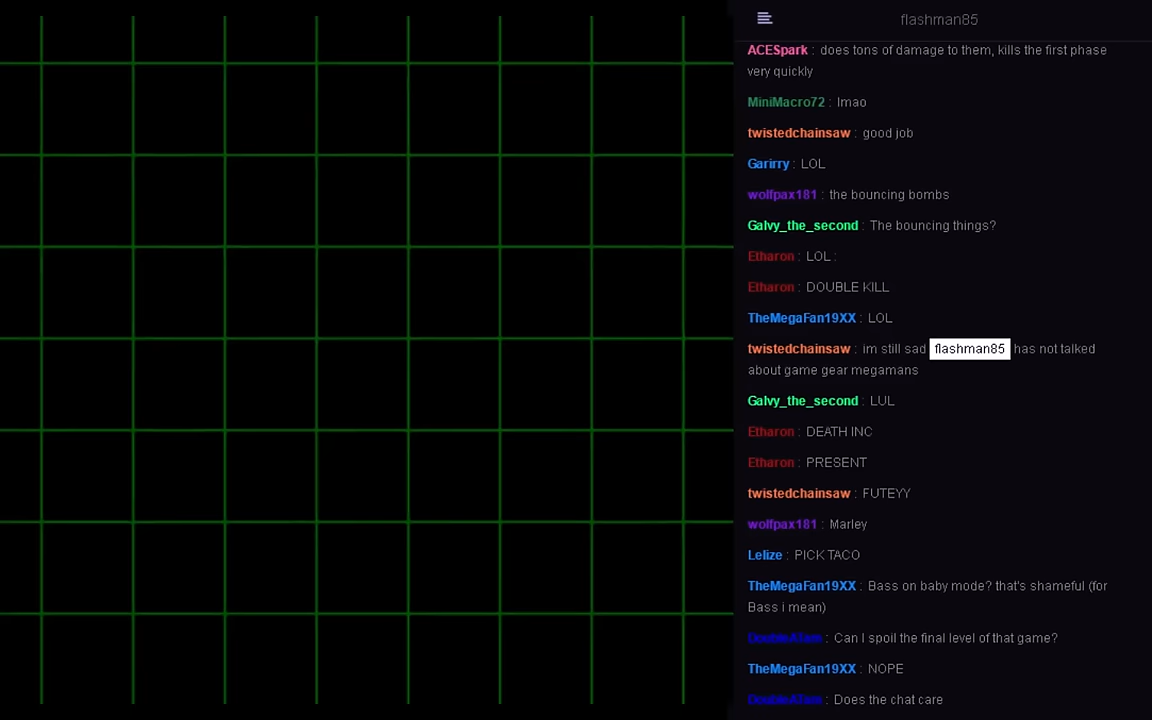 flashman85
ACESpark : does tons of damage to them, kills the first phase
very quickly
MiniMacro72 : lmao
twistedchainsaw : good job
Garirry : LOL
wolfpax181 : the bouncing bombs
Galvy_the_second : The bouncing things?
Etharon : LOL :
Etharon : DOUBLE KILL
TheMegaFan19XX : LOL
twistedchainsaw : im still sad flashman85 has not talked
about game gear megamans
Galvy_the_second : LUL
Etharon : DEATH INC
Etharon : PRESENT
twistedchainsaw : FUTEYY
wolfpax181 : Marley
Lelize : PICK TACO
TheMegaFan19XX : Bass on baby mode? that's shameful (for
Bass i mean)
: Can I spoil the final level of that game?
TheMegaFan19XX : NOPE
: Does the chat care